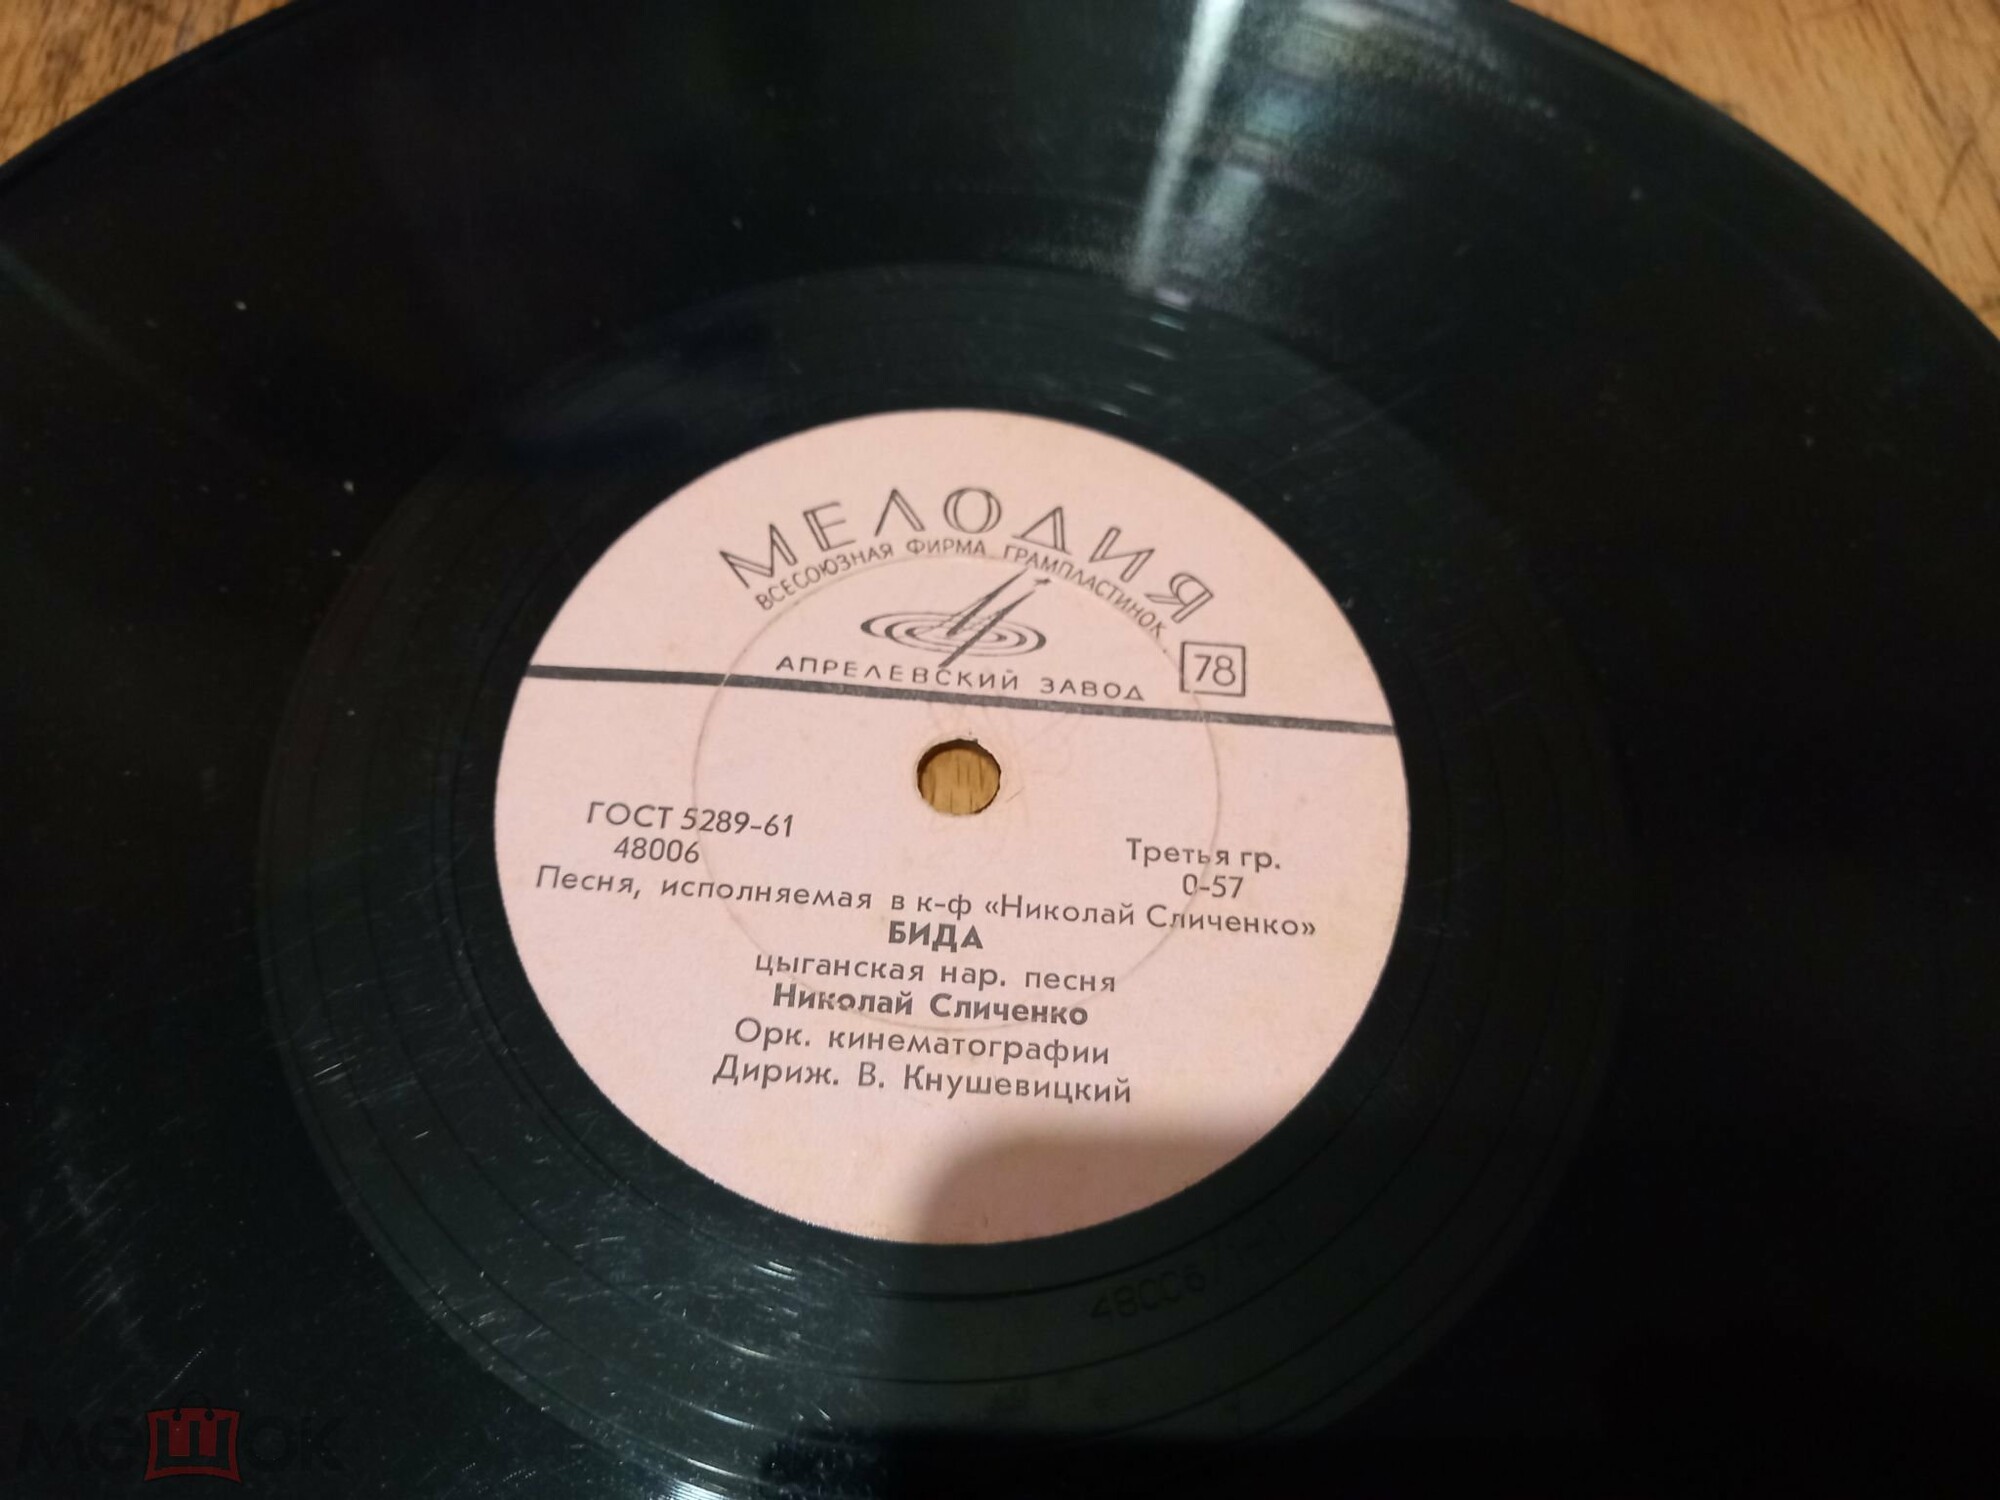 МЕЛОДИЯ
ВСЕСОЮЗНАЯ ФИРМА ГРАМПЛАСТИНОК
АПРЕЛЕВСКИЙ ЗАВОД
78
ГОСТ 5289-61
48006
Третья гр.
0-57
Песня, исполняемая в к-ф «Николай Сличенко»
БИДА
цыганская нар. песня
Николай Сличенко
Орк. кинематографии
Дириж. В. Кнушевицкий
мешок